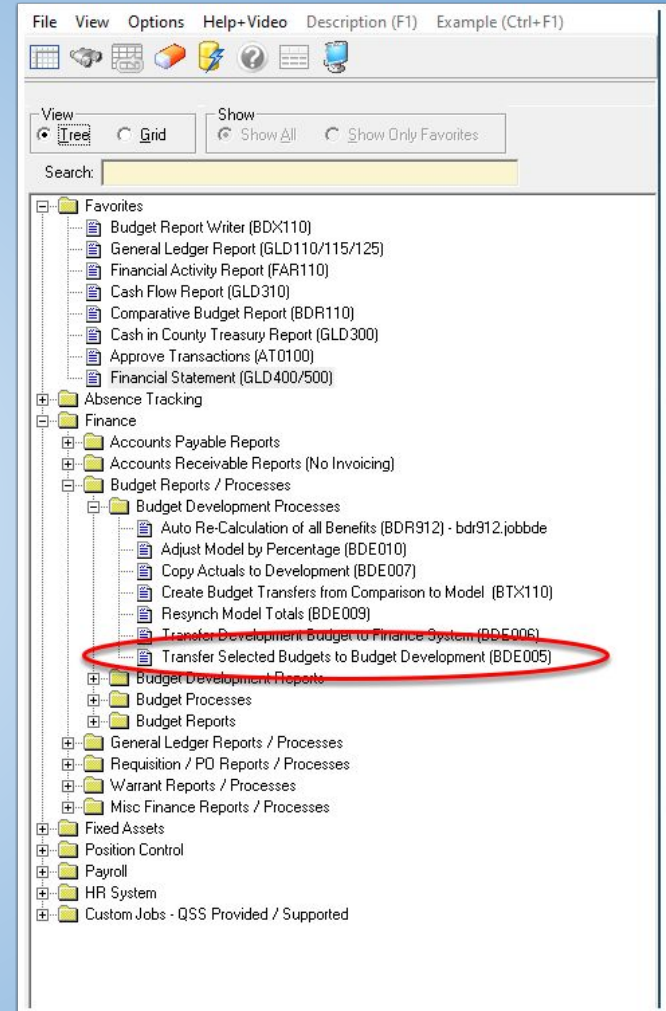 File View Options Help+Video Description (F1) Example (Ctrl+F1)
View Show
Tree Grid Show All Show Only Favorites
Search:
Favorites
Budget Report Writer (BDX110)
General Ledger Report (GLD110/115/125)
Financial Activity Report (FAR110)
Cash Flow Report (GLD310)
Comparative Budget Report (BDR110)
Cash in County Treasury Report (GLD300)
Approve Transactions (AT0100)
Financial Statement (GLD400/500)
Absence Tracking
Finance
Accounts Payable Reports
Accounts Receivable Reports (No Invoicing)
Budget Reports / Processes
Budget Development Processes
Auto Re-Calculation of all Benefits (BDR912) - bdr912.jobbde
Adjust Model by Percentage (BDE010)
Copy Actuals to Development (BDE007)
Create Budget Transfers from Comparison to Model (BTX110)
Resynch Model Totals (BDE009)
Transfer Development Budget to Finance System (BDE006)
Transfer Selected Budgets to Budget Development (BDE005)
Budget Development Reports
Budget Processes
Budget Reports
General Ledger Reports / Processes
Requisition / PO Reports / Processes
Warrant Reports / Processes
Misc Finance Reports / Processes
Fixed Assets
Position Control
Payroll
HR System
Custom Jobs - QSS Provided / Supported